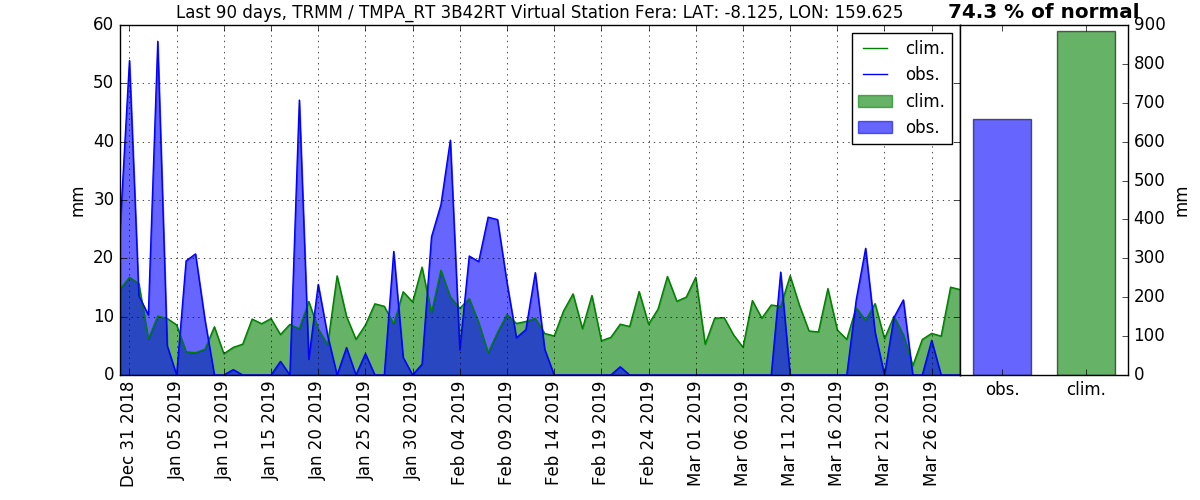 Last 90 days, TRMM / TMPA_RT 3B42RT Virtual Station Fera: LAT: -8.125, LON: 159.625
74.3 % of normal
mm
60
50
40
30
20
10
0
clim.
obs.
clim.
obs.
Dec 31 2018
Jan 05 2019
Jan 10 2019
Jan 15 2019
Jan 20 2019
Jan 25 2019
Jan 30 2019
Feb 04 2019
Feb 09 2019
Feb 14 2019
Feb 19 2019
Feb 24 2019
Mar 01 2019
Mar 06 2019
Mar 11 2019
Mar 16 2019
Mar 21 2019
Mar 26 2019
900
800
700
600
500
400
300
200
100
0
mm
obs.
clim.